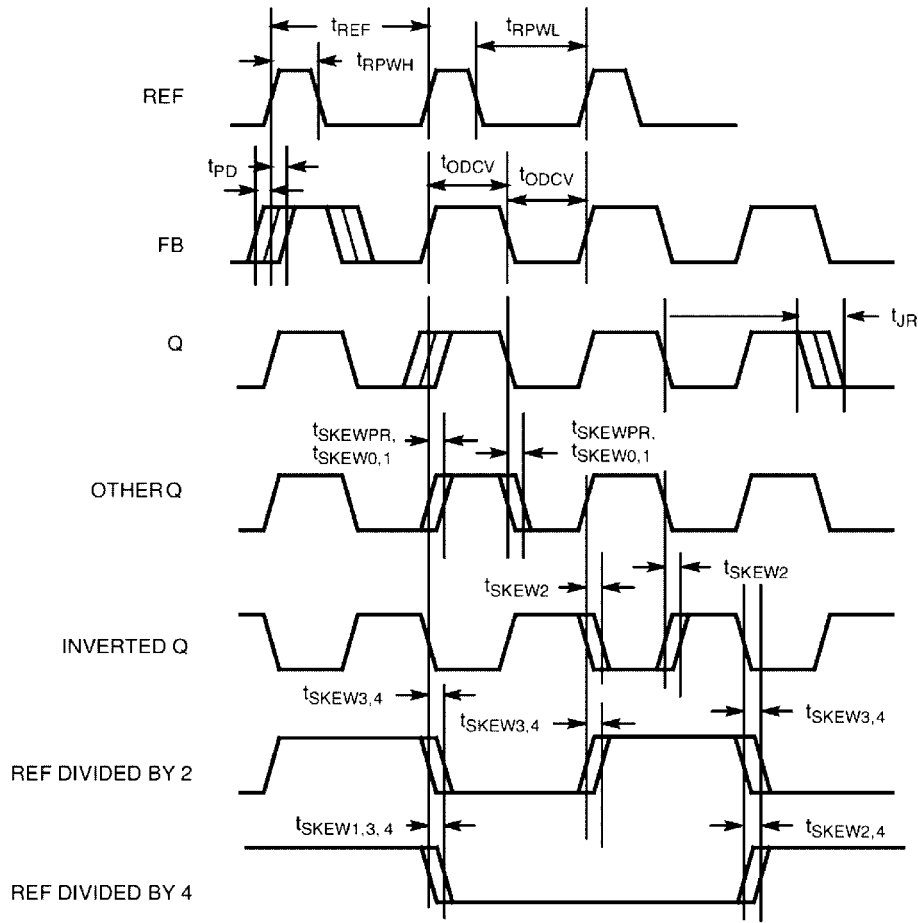 tREF
tRPWL
tRPWH
REF
tPD
tODCV
tODCV
FB
Q
tJR
tSKEWPR,
tSKEW0,1
tSKEWPR,
tSKEW0,1
OTHER Q
tSKEW2
tSKEW2
INVERTED Q
tSKEW3,4
tSKEW3,4
tSKEW3,4
REF DIVIDED BY 2
tSKEW1,3,4
tSKEW2,4
REF DIVIDED BY 4